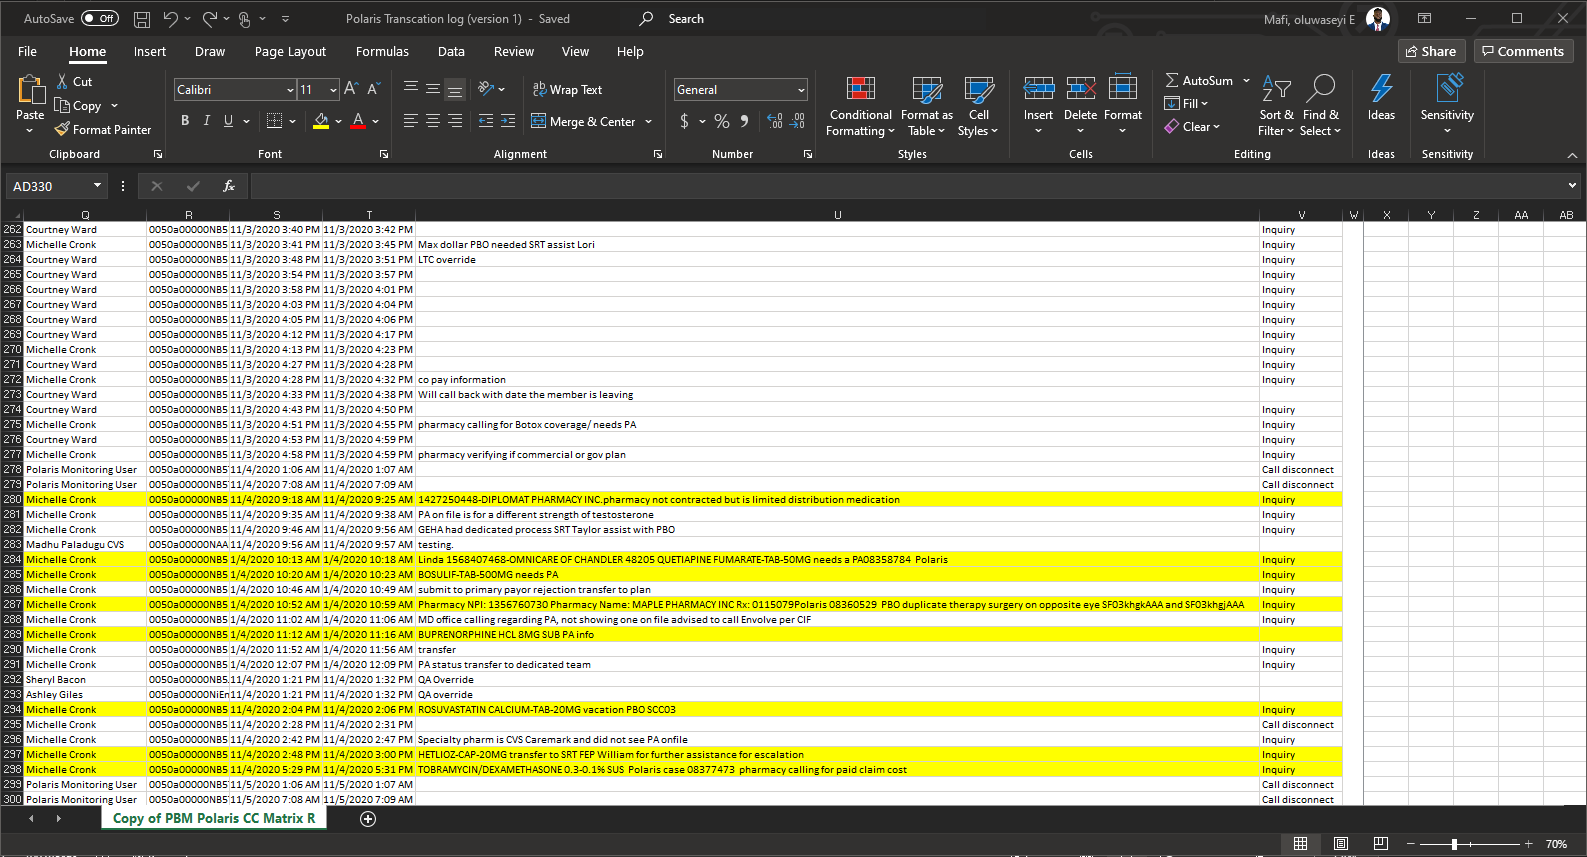 AutoSave Off Polaris Transcation log (version 1) - Saved Search Mafi, oluwaseyi E
File Home Insert Draw Page Layout Formulas Data Review View Help Share Comments
Paste Cut Copy Format Painter
Calibri 11
B I U
Wrap Text
Merge & Center
General
$ %
Conditional Formatting Format as Table Cell Styles
Insert Delete Format
AutoSum
Fill
Clear
Sort & Filter Find & Select
Ideas
Sensitivity
Clipboard Font Alignment Number Styles Cells Editing Ideas Sensitivity
AD330 fx
Q R S T U V W X Y Z AA AB
262 Courtney Ward 0050a00000NB5 11/3/2020 3:40 PM 11/3/2020 3:42 PM Inquiry
263 Michelle Cronk 0050a00000NB5 11/3/2020 3:41 PM 11/3/2020 3:45 PM Max dollar PBO needed SRT assist Lori Inquiry
264 Courtney Ward 0050a00000NB5 11/3/2020 3:48 PM 11/3/2020 3:51 PM LTC override Inquiry
265 Courtney Ward 0050a00000NB5 11/3/2020 3:54 PM 11/3/2020 3:57 PM Inquiry
266 Courtney Ward 0050a00000NB5 11/3/2020 3:58 PM 11/3/2020 4:01 PM Inquiry
267 Courtney Ward 0050a00000NB5 11/3/2020 4:03 PM 11/3/2020 4:04 PM Inquiry
268 Courtney Ward 0050a00000NB5 11/3/2020 4:05 PM 11/3/2020 4:06 PM Inquiry
269 Courtney Ward 0050a00000NB5 11/3/2020 4:12 PM 11/3/2020 4:17 PM Inquiry
270 Michelle Cronk 0050a00000NB5 11/3/2020 4:13 PM 11/3/2020 4:23 PM Inquiry
271 Courtney Ward 0050a00000NB5 11/3/2020 4:27 PM 11/3/2020 4:28 PM Inquiry
272 Michelle Cronk 0050a00000NB5 11/3/2020 4:28 PM 11/3/2020 4:32 PM co pay information Inquiry
273 Courtney Ward 0050a00000NB5 11/3/2020 4:33 PM 11/3/2020 4:38 PM Will call back with date the member is leaving
274 Courtney Ward 0050a00000NB5 11/3/2020 4:43 PM 11/3/2020 4:50 PM Inquiry
275 Michelle Cronk 0050a00000NB5 11/3/2020 4:51 PM 11/3/2020 4:55 PM pharmacy calling for Botox coverage/ needs PA Inquiry
276 Courtney Ward 0050a00000NB5 11/3/2020 4:53 PM 11/3/2020 4:59 PM Inquiry
277 Michelle Cronk 0050a00000NB5 11/3/2020 4:58 PM 11/3/2020 4:59 PM pharmacy verifying if commercial or gov plan Inquiry
278 Polaris Monitoring User 0050a00000NB5 11/4/2020 1:06 AM 11/4/2020 1:07 AM Call disconnect
279 Polaris Monitoring User 0050a00000NB5 11/4/2020 7:08 AM 11/4/2020 7:09 AM Call disconnect
280 Michelle Cronk 0050a00000NB5 11/4/2020 9:18 AM 11/4/2020 9:25 AM 1427250448-DIPLOMAT PHARMACY INC.pharmacy not contracted but is limited distribution medication Inquiry
281 Michelle Cronk 0050a00000NB5 11/4/2020 9:35 AM 11/4/2020 9:38 AM PA on file is for a different strength of testosterone Inquiry
282 Michelle Cronk 0050a00000NB5 11/4/2020 9:46 AM 11/4/2020 9:56 AM GEHA had dedicated process SRT Taylor assist with PBO Inquiry
283 Madhu Paladugu CVS 0050a00000NAA 11/4/2020 9:56 AM 11/4/2020 9:57 AM testing.
284 Michelle Cronk 0050a00000NB5 1/4/2020 10:13 AM 1/4/2020 10:18 AM Linda 1568407468-OMNICARE OF CHANDLER 48205 QUETIAPINE FUMARATE-TAB-50MG needs a PA08358784 Polaris Inquiry
285 Michelle Cronk 0050a00000NB5 1/4/2020 10:20 AM 1/4/2020 10:23 AM BOSULIF-TAB-500MG needs PA Inquiry
286 Michelle Cronk 0050a00000NB5 1/4/2020 10:46 AM 1/4/2020 10:49 AM submit to primary payor rejection transfer to plan Inquiry
287 Michelle Cronk 0050a00000NB5 1/4/2020 10:52 AM 1/4/2020 10:59 AM Pharmacy NPI: 1356760730 Pharmacy Name: MAPLE PHARMACY INC Rx: 0115079Polaris 08360529 PBO duplicate therapy surgery on opposite eye SF03khgkAAA and SF03khgjAAA Inquiry
288 Michelle Cronk 0050a00000NB5 1/4/2020 11:02 AM 1/4/2020 11:06 AM MD office calling regarding PA, not showing one on file advised to call Envolve per CIF Inquiry
289 Michelle Cronk 0050a00000NB5 1/4/2020 11:12 AM 1/4/2020 11:16 AM BUPRENORPHINE HCL 8MG SUB PA info
290 Michelle Cronk 0050a00000NB5 1/4/2020 11:52 AM 1/4/2020 11:56 AM transfer Inquiry
291 Michelle Cronk 0050a00000NB5 1/4/2020 12:07 PM 1/4/2020 12:09 PM PA status transfer to dedicated team Inquiry
292 Sheryl Bacon 0050a00000NB5 11/4/2020 1:21 PM 11/4/2020 1:32 PM QA Override
293 Ashley Giles 0050a00000NiEn 11/4/2020 1:21 PM 11/4/2020 1:32 PM QA override
294 Michelle Cronk 0050a00000NB5 11/4/2020 2:04 PM 11/4/2020 2:06 PM ROSUVASTATIN CALCIUM-TAB-20MG vacation PBO SCC03 Inquiry
295 Michelle Cronk 0050a00000NB5 11/4/2020 2:28 PM 11/4/2020 2:31 PM Call disconnect
296 Michelle Cronk 0050a00000NB5 11/4/2020 2:42 PM 11/4/2020 2:47 PM Specialty pharm is CVS Caremark and did not see PA onfile Inquiry
297 Michelle Cronk 0050a00000NB5 11/4/2020 2:48 PM 11/4/2020 3:00 PM HETLIOZ-CAP-20MG transfer to SRT FEP William for further assistance for escalation Inquiry
298 Michelle Cronk 0050a00000NB5 11/4/2020 5:29 PM 11/4/2020 5:31 PM TOBRAMYCIN/DEXAMETHASONE 0.3-0.1% SUS Polaris case 08377473 pharmacy calling for paid claim cost Inquiry
299 Polaris Monitoring User 0050a00000NB5 11/5/2020 1:06 AM 11/5/2020 1:07 AM Call disconnect
300 Polaris Monitoring User 0050a00000NB5 11/5/2020 7:08 AM 11/5/2020 7:09 AM Call disconnect
Copy of PBM Polaris CC Matrix R
70%